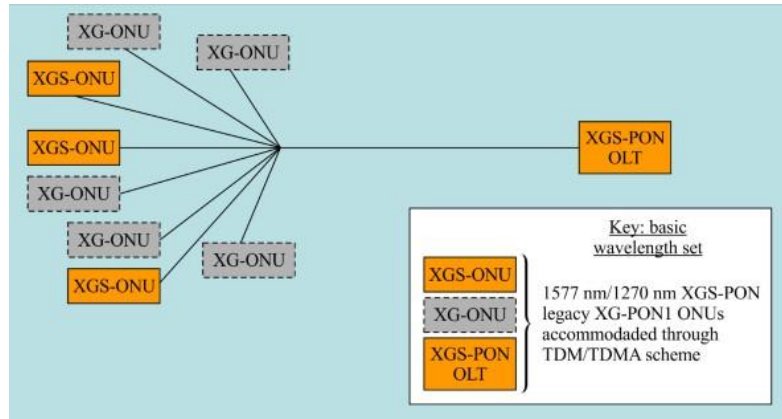 XG-ONU
XG-ONU
XGS-ONU
XGS-ONU
XG-ONU
XG-ONU
XG-ONU
XGS-ONU
XGS-PON
OLT
Key: basic
wavelength set
XGS-ONU
XG-ONU
XGS-PON
OLT
1577 nm/1270 nm XGS-PON
legacy XG-PON1 ONUs
accommodaded through
TDM/TDMA scheme